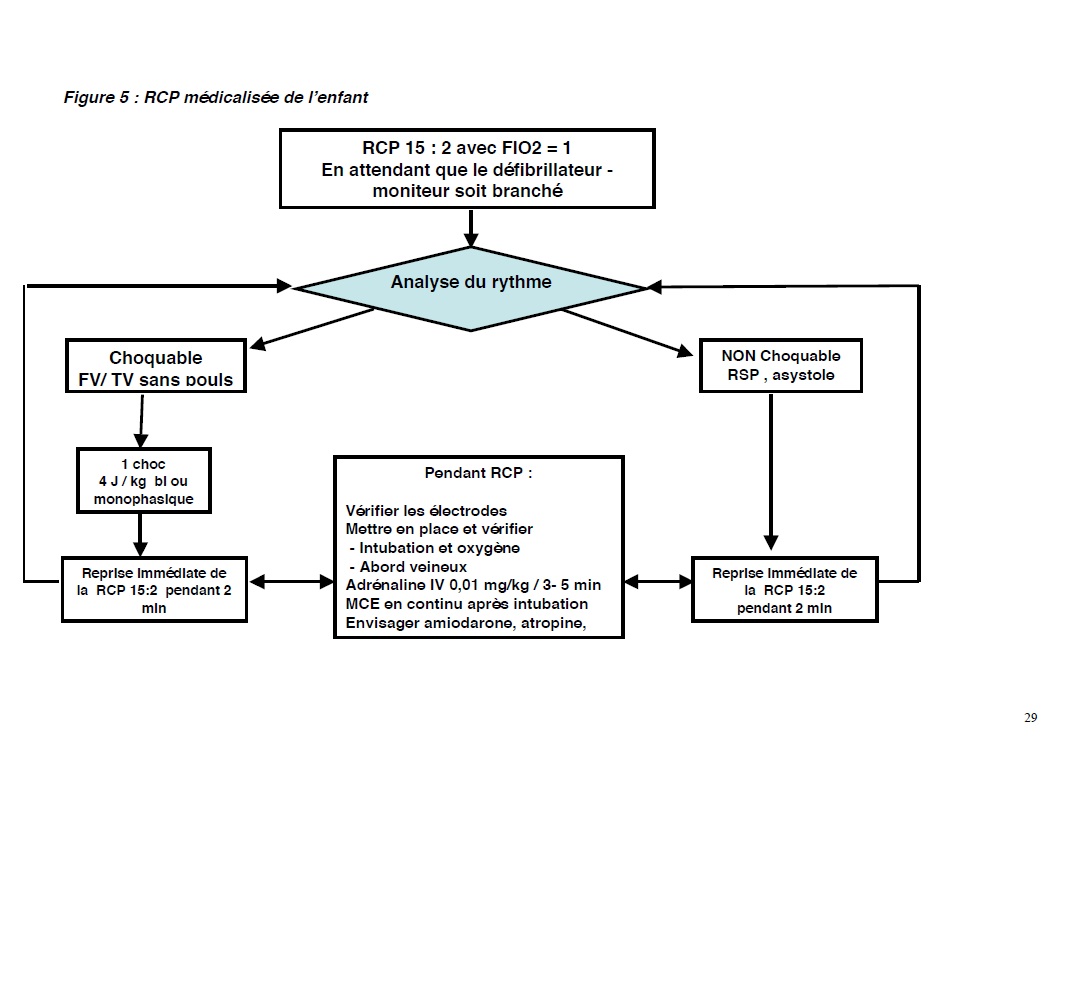 Figure 5 : RCP médicalisée de l'enfant
RCP 15 : 2 avec FIO2 = 1
En attendant que le défibrillateur -
moniteur soit branché
Analyse du rythme
Choquable
FV/ TV sans pouls
NON Choquable
RSP , asystole
1 choc
4 J / kg bi ou
monophasique
Pendant RCP :
Vérifier les électrodes
Mettre en place et vérifier
- Intubation et oxygène
- Abord veineux
Adrénaline IV 0,01 mg/kg / 3- 5 min
MCE en continu après intubation
Envisager amiodarone, atropine,
Reprise immédiate de
la RCP 15:2 pendant 2
min
Reprise immédiate de
la RCP 15:2
pendant 2 min
29